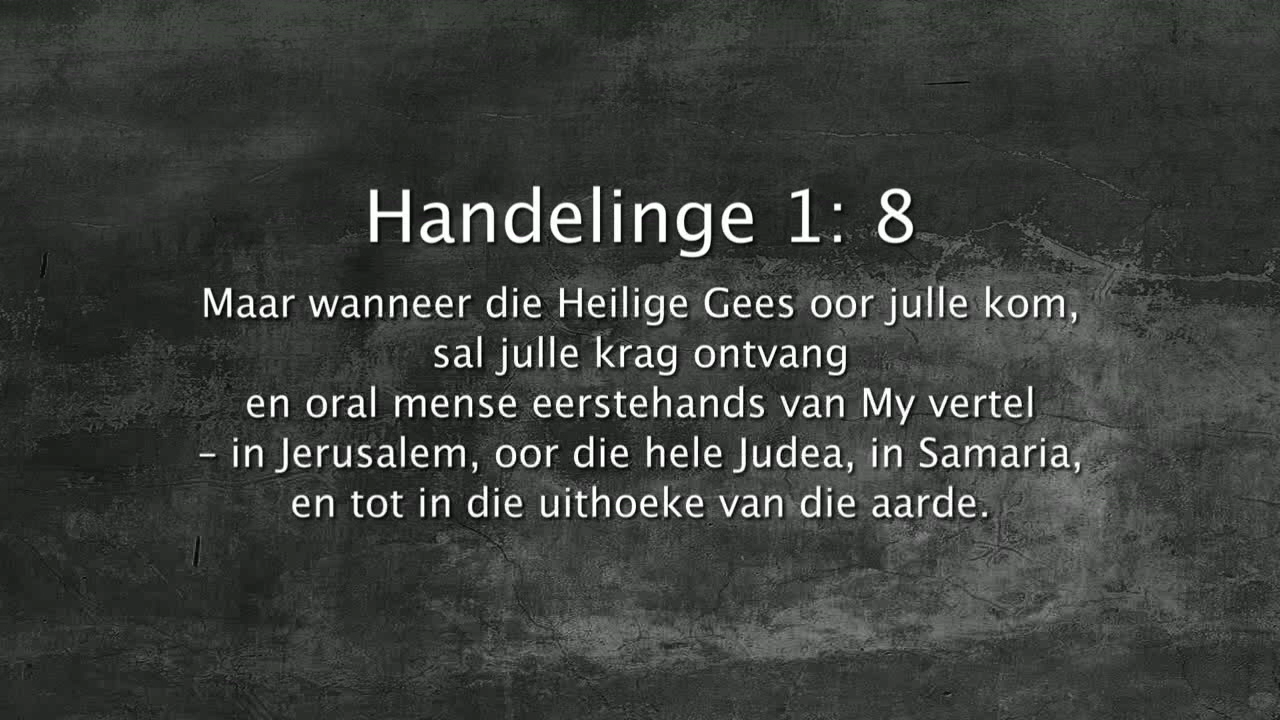 Handelinge 1: 8
Maar wanneer die Heilige Gees oor julle kom,
sal julle krag ontvang
en oral mense eerstehands van My vertel
– in Jerusalem, oor die hele Judea, in Samaria,
en tot in die uithoeke van die aarde.